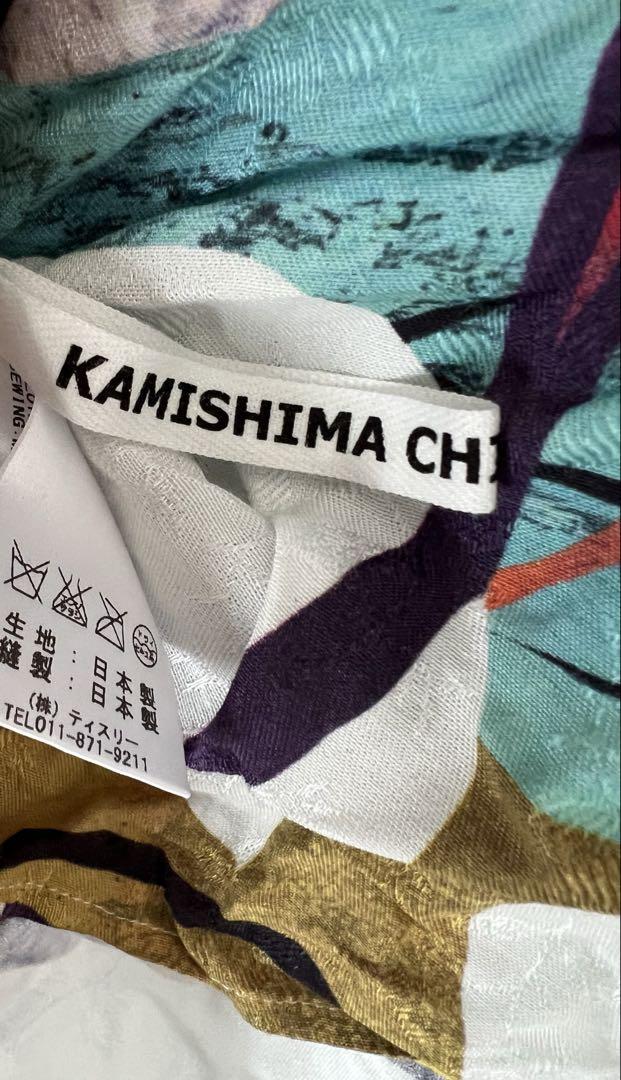 KAMISHIMA CH
EWING
生地：日本製
縫製：日本製
(株) ティスリー
TEL011-871-9211